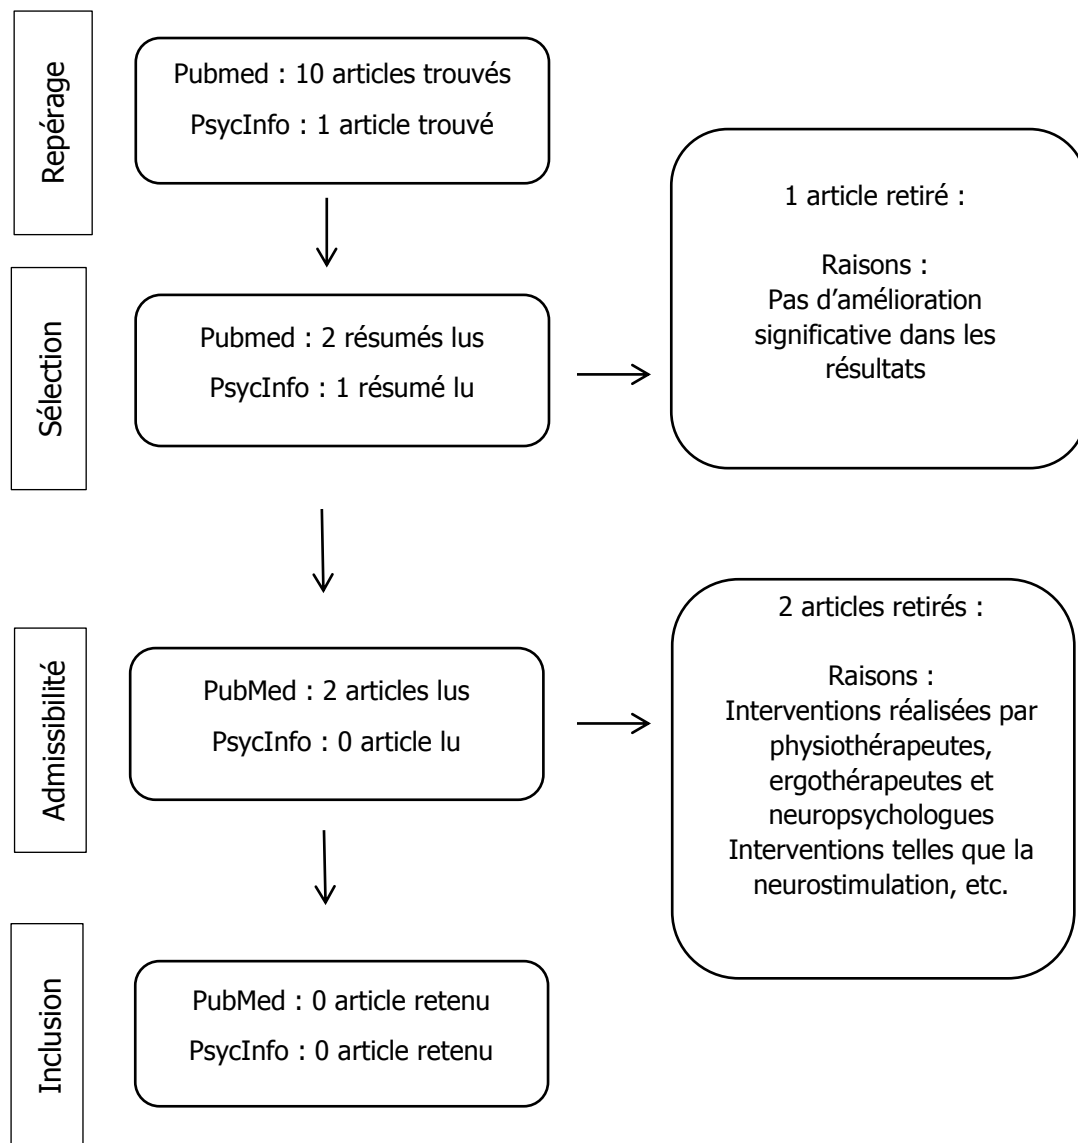 Repérage
Pubmed : 10 articles trouvés
PsycInfo : 1 article trouvé
Sélection
Pubmed : 2 résumés lus
PsycInfo : 1 résumé lu
1 article retiré :
Raisons :
Pas d’amélioration
significative dans les
résultats
Admissibilité
PubMed : 2 articles lus
PsycInfo : 0 article lu
2 articles retirés :
Raisons :
Interventions réalisées par
physiothérapeutes,
ergothérapeutes et
neuropsychologues
Interventions telles que la
neurostimulation, etc.
Inclusion
PubMed : 0 article retenu
PsycInfo : 0 article retenu